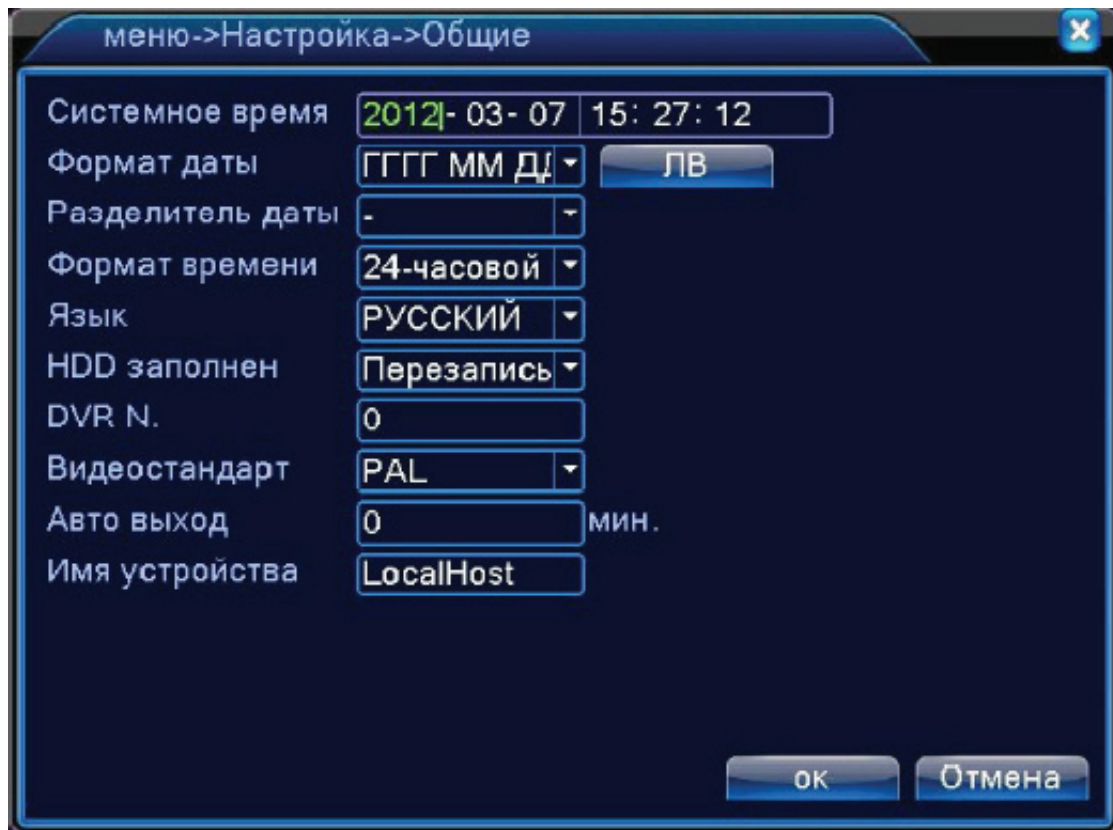 меню->Настройка->Общие
Системное время 2012- 03- 07 15: 27: 12
Формат даты ГГГГ ММ ДД ЛВ
Разделитель даты -
Формат времени 24-часовой
Язык РУССКИЙ
HDD заполнен Перезапись
DVR N. 0
Видеостандарт PAL
Авто выход 0 мин.
Имя устройства LocalHost
ок Отмена